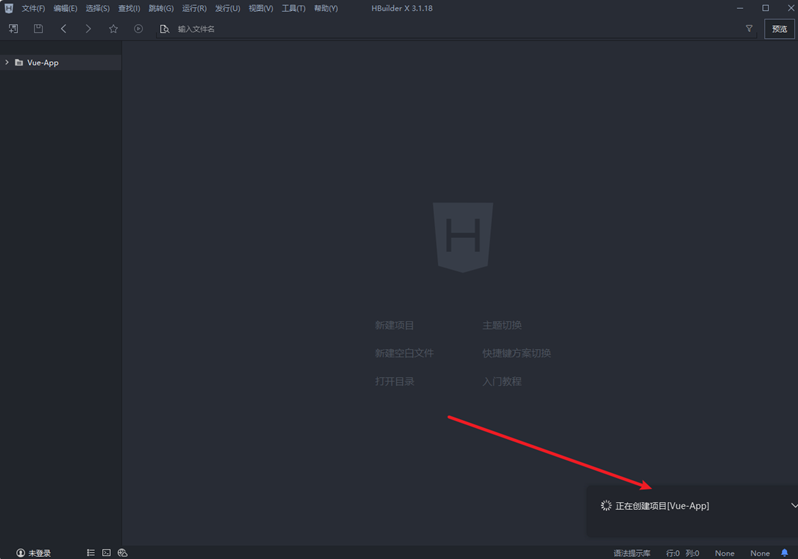 文件(F) 编辑(E) 选择(S) 查找(I) 跳转(G) 运行(R) 发行(U) 视图(V) 工具(T) 帮助(Y) HBuilder X 3.1.18
输入文件名 预览
Vue-App
H
新建项目 主题切换
新建空白文件 快捷键方案切换
打开目录 入门教程
正在创建项目[Vue-App]
未登录 语法提示库 行:0 列:0 None None